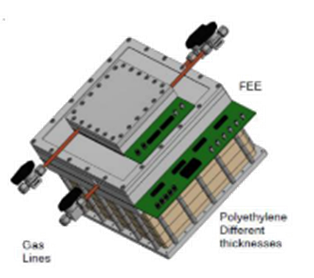 FEE
Polyethylene
Different
thicknesses
Gas
Lines